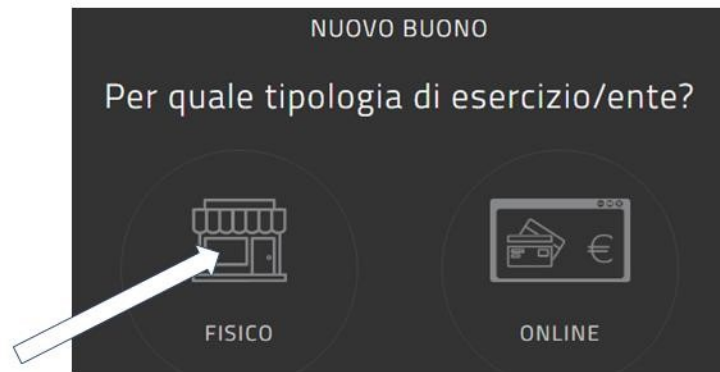 NUOVO BUONO
Per quale tipologia di esercizio/ente?
€
FISICO
ONLINE